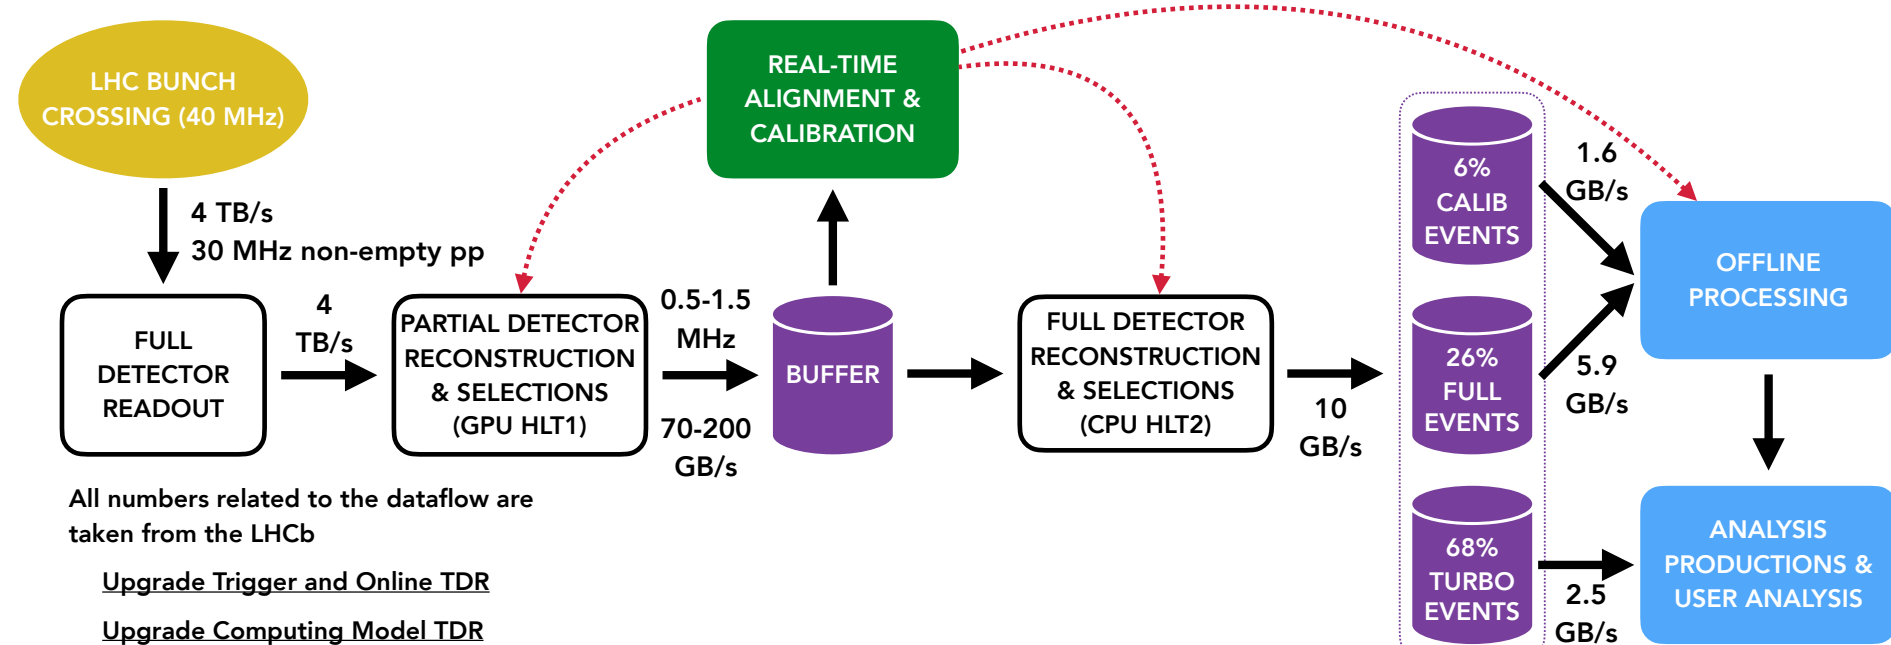 LHC BUNCH
CROSSING (40 MHz)
4 TB/s
30 MHz non-empty pp
FULL
DETECTOR
READOUT
4
TB/s
PARTIAL DETECTOR
RECONSTRUCTION
& SELECTIONS
(GPU HLT1)
0.5-1.5
MHz
70-200
GB/s
BUFFER
REAL-TIME
ALIGNMENT &
CALIBRATION
FULL DETECTOR
RECONSTRUCTION
& SELECTIONS
(CPU HLT2)
10
GB/s
6%
CALIB
EVENTS
26%
FULL
EVENTS
68%
TURBO
EVENTS
1.6
GB/s
5.9
GB/s
2.5
GB/s
OFFLINE
PROCESSING
ANALYSIS
PRODUCTIONS &
USER ANALYSIS
All numbers related to the dataflow are
taken from the LHCb
Upgrade Trigger and Online TDR
Upgrade Computing Model TDR